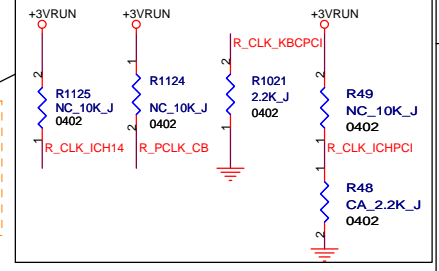 +3VRUN
+3VRUN
+3VRUN
R_CLK_KBCPCI
2
R1125
NC_10K_J
0402
1
R_CLK_ICH14
1
R1124
NC_10K_J
0402
2
R_PCLK_CB
2
R1021
2.2K_J
0402
1
2
R49
NC_10K_J
0402
1
R_CLK_ICHPCI
1
R48
CA_2.2K_J
0402
2